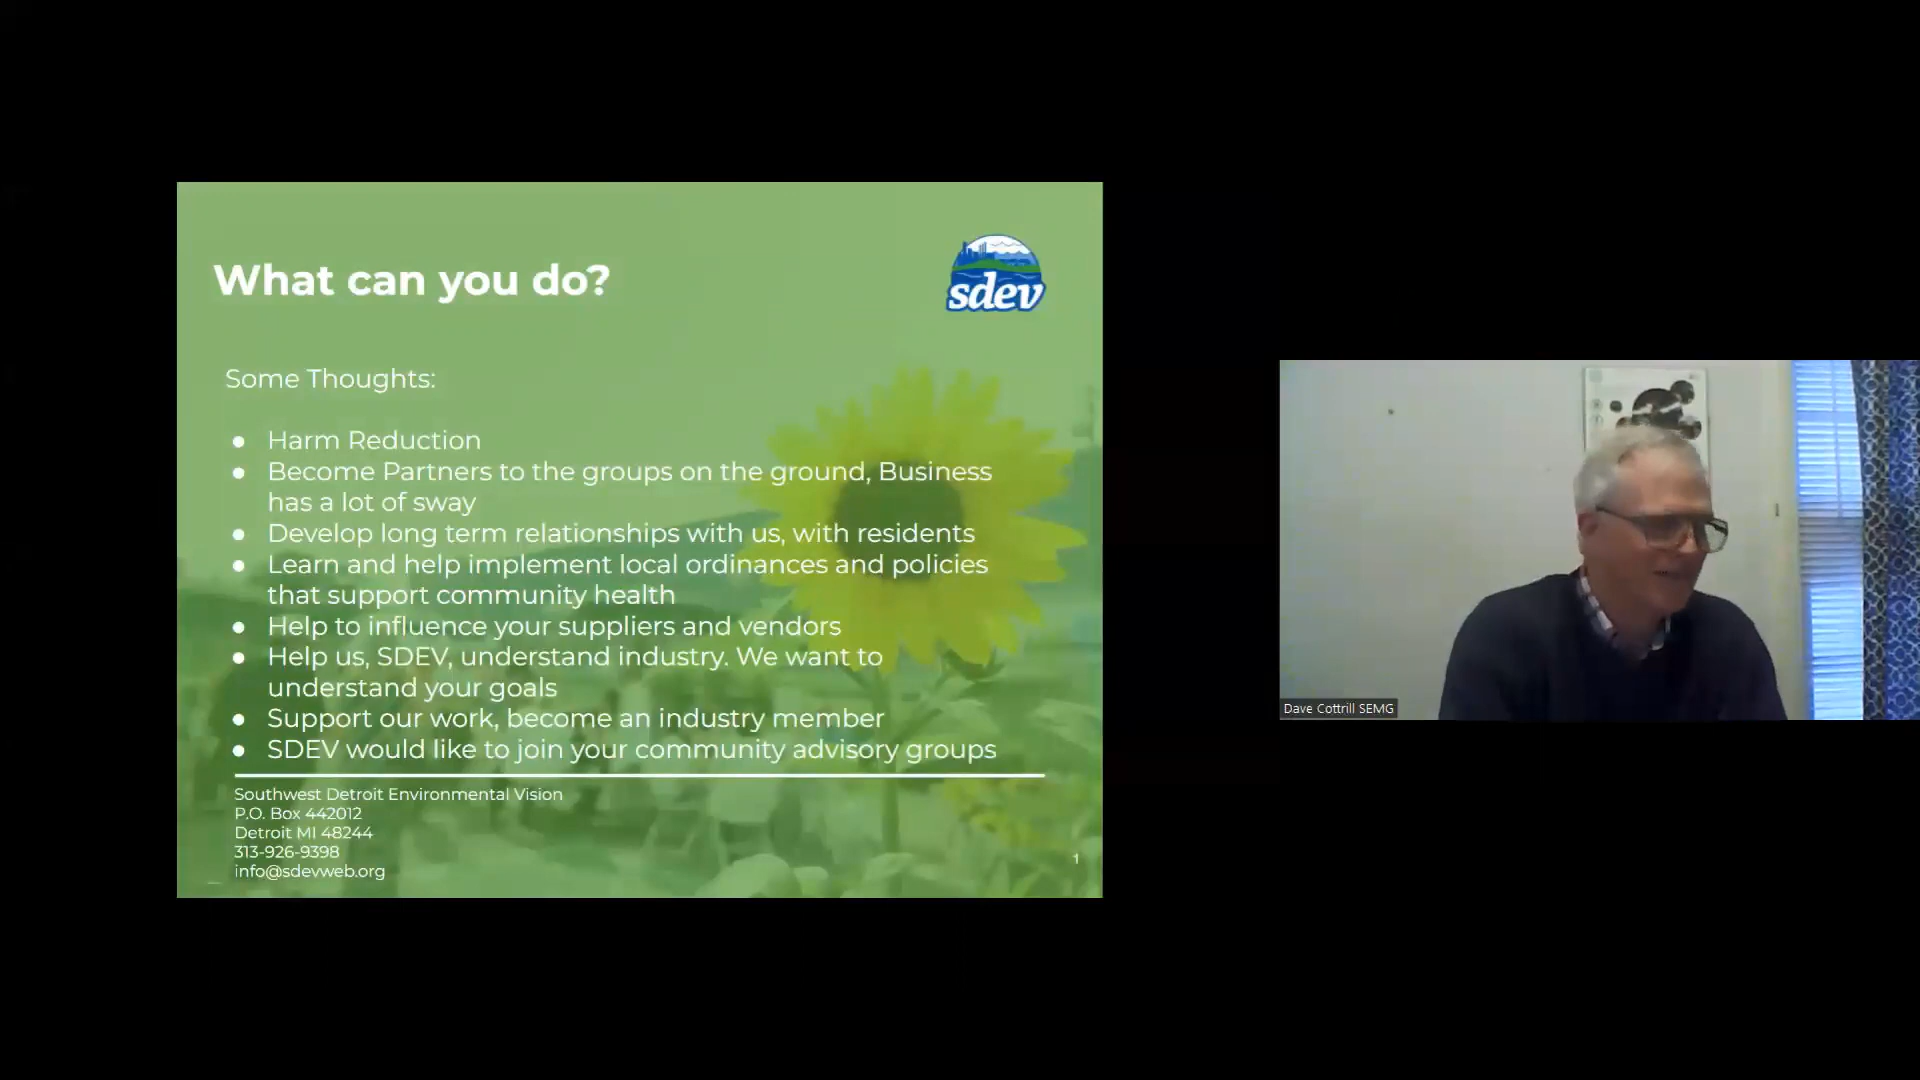 What can you do?
sdev
Some Thoughts:
● Harm Reduction
● Become Partners to the groups on the ground, Business
has a lot of sway
● Develop long term relationships with us, with residents
● Learn and help implement local ordinances and policies
that support community health
● Help to influence your suppliers and vendors
● Help us, SDEV, understand industry. We want to
understand your goals
● Support our work, become an industry member
● SDEV would like to join your community advisory groups
Southwest Detroit Environmental Vision
P.O. Box 442012
Detroit MI 48244
313-926-9398
info@sdevweb.org
1
Dave Cottrill SEMG